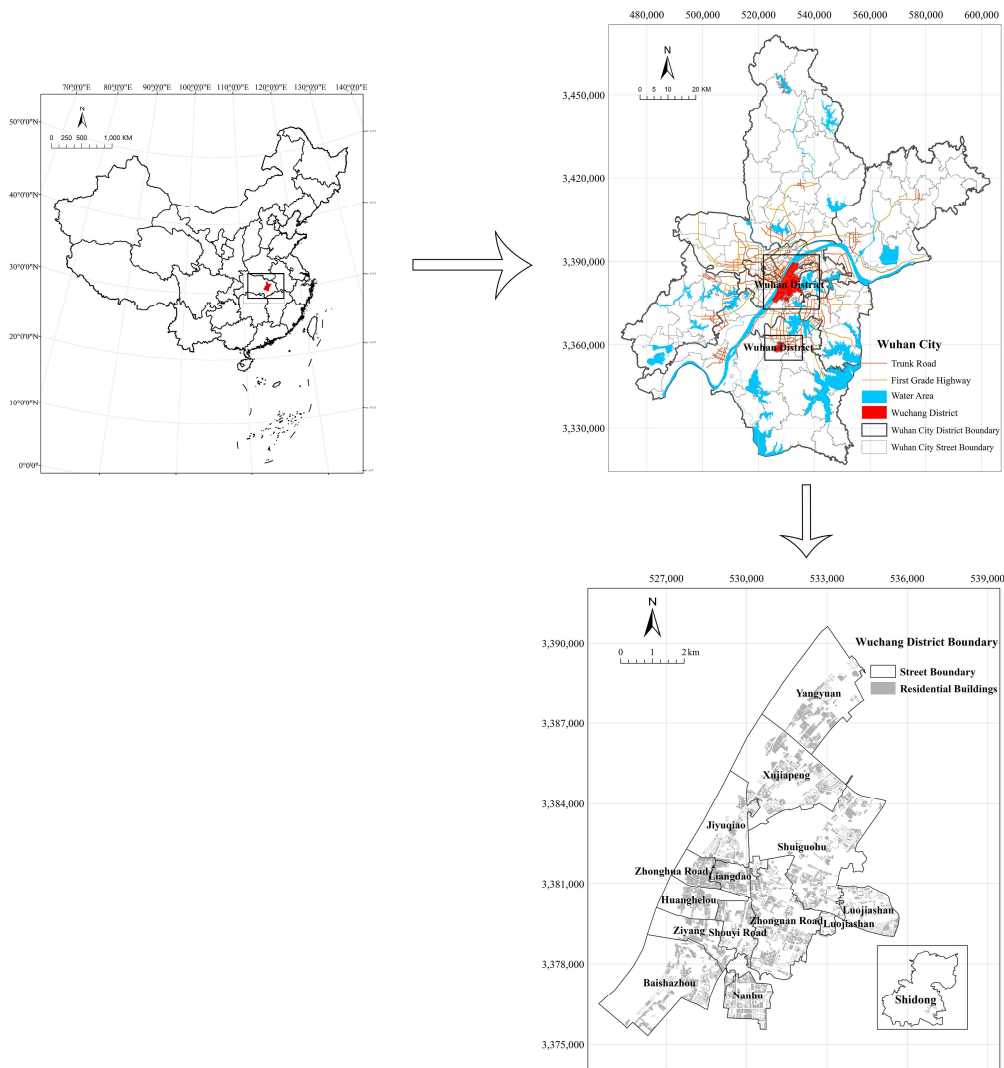 70°0'0"E 80°0'0"E 90°0'0"E 100°0'0"E 110°0'0"E 120°0'0"E 130°0'0"E 140°0'0"E
N
0 250 500 1,000 KM
50°0'0"N
40°0'0"N
30°0'0"N
20°0'0"N
10°0'0"N
0°0'0"
480,000 500,000 520,000 540,000 560,000 580,000 600,000
N
0 5 10 20 KM
3,450,000
3,420,000
3,390,000
3,360,000
3,330,000
Wuhan District
Wuhan District
Wuhan City
Trunk Road
First Grade Highway
Water Area
Wuchang District
Wuhan City District Boundary
Wuhan City Street Boundary
527,000 530,000 533,000 536,000 539,000
N
0 1 2 km
3,390,000
3,387,000
3,384,000
3,381,000
3,378,000
3,375,000
Wuchang District Boundary
Street Boundary
Residential Buildings
Yangyuan
Xujiapeng
Jiyuqiao
Shuiguohu
Zhonghua Road
Liangdao
Huanghelou
Luojiashan
Zhongnan Road
Luojiashan
Ziyang
Shouyi Road
Baishazhou
Nanhu
Shidong